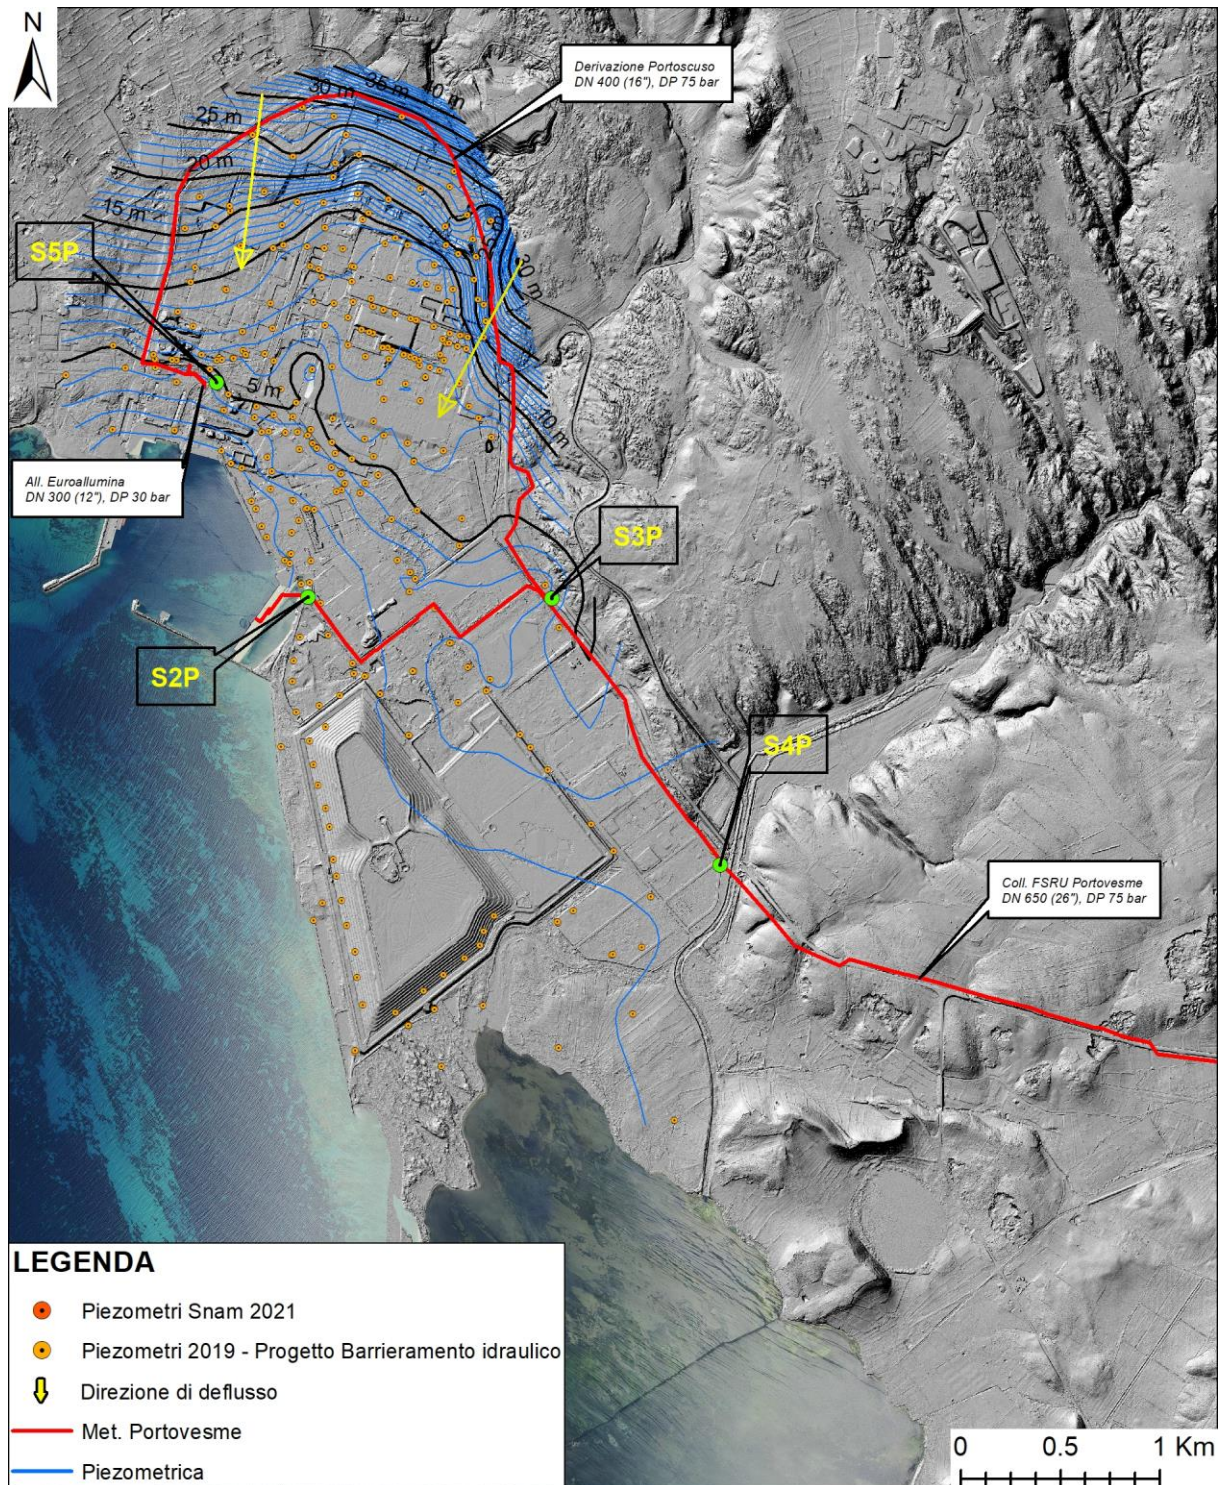 N
Derivazione Portoscuso
DN 400 (16"), DP 75 bar
35 m
30 m
25 m
20 m
15 m
20 m
S5P
10 m
5 m
All. Euroallumina
DN 300 (12"), DP 30 bar
S3P
S2P
S4P
Coll. FSRU Portovesme
DN 650 (26"), DP 75 bar
LEGENDA
Piezometri Snam 2021
Piezometri 2019 - Progetto Barrieramento idraulico
Direzione di deflusso
Met. Portovesme
Piezometrica
0 0.5 1 Km